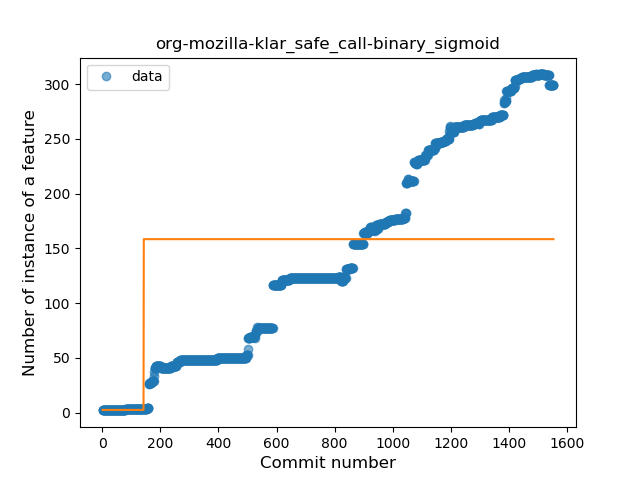 org-mozilla-klar_safe_call-binary_sigmoid
data
Number of instance of a feature
300
250
200
150
100
50
0
0 200 400 600 800 1000 1200 1400 1600
Commit number